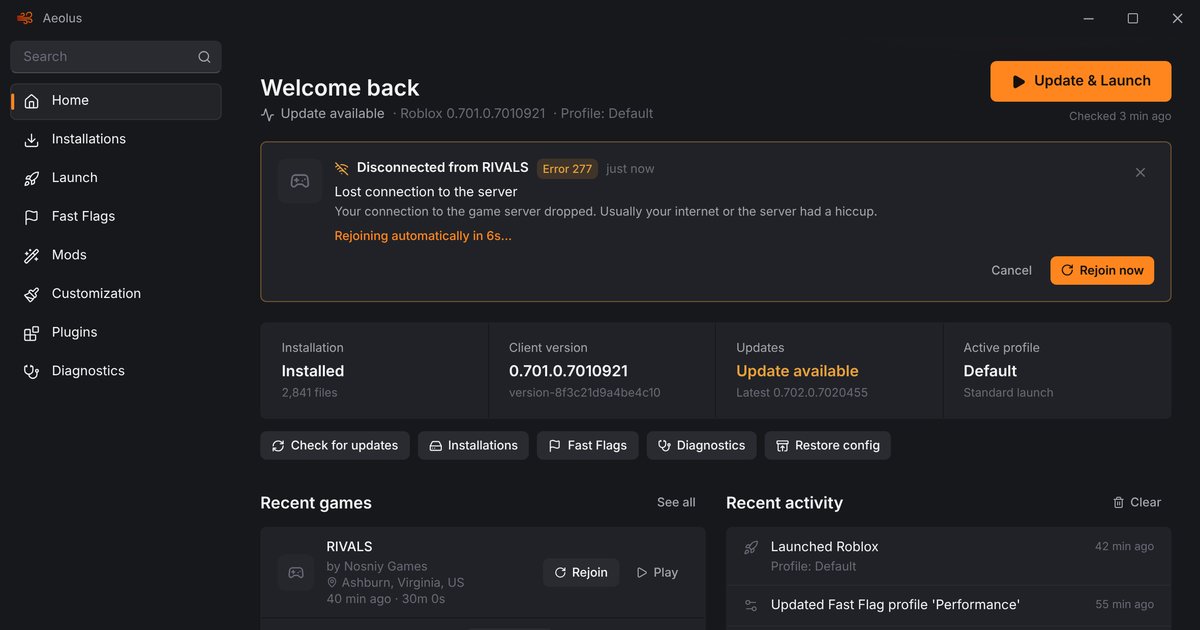 Aeolus
Search
Home
Installations
Launch
Fast Flags
Mods
Customization
Plugins
Diagnostics
Welcome back
Update available · Roblox 0.701.0.7010921 · Profile: Default
Update & Launch
Checked 3 min ago
Disconnected from RIVALS Error 277 just now
Lost connection to the server
Your connection to the game server dropped. Usually your internet or the server had a hiccup.
Rejoining automatically in 6s...
Cancel Rejoin now
Installation
Installed
2,841 files
Client version
0.701.0.7010921
version-8f3c21d9a4be4c10
Updates
Update available
Latest 0.702.0.7020455
Active profile
Default
Standard launch
Check for updates Installations Fast Flags Diagnostics Restore config
Recent games See all
RIVALS
by Nosniy Games
Ashburn, Virginia, US
40 min ago · 30m 0s
Rejoin Play
Recent activity Clear
Launched Roblox 42 min ago
Profile: Default
Updated Fast Flag profile 'Performance' 55 min ago